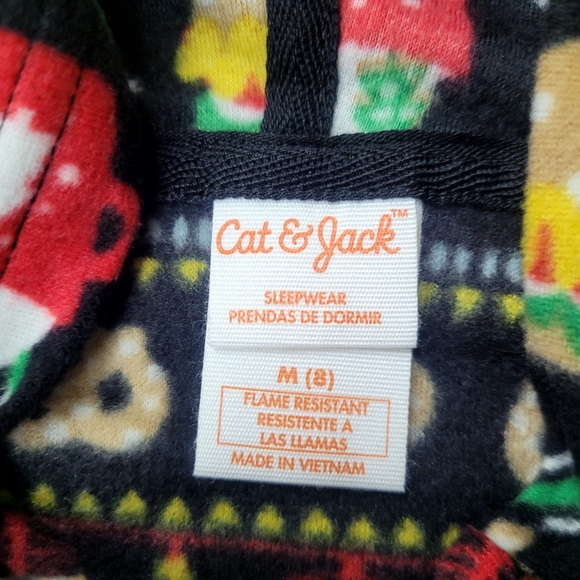 Cat & Jack™
SLEEPWEAR
PRENDAS DE DORMIR
M (8)
FLAME RESISTANT
RESISTENTE A
LAS LLAMAS
MADE IN VIETNAM